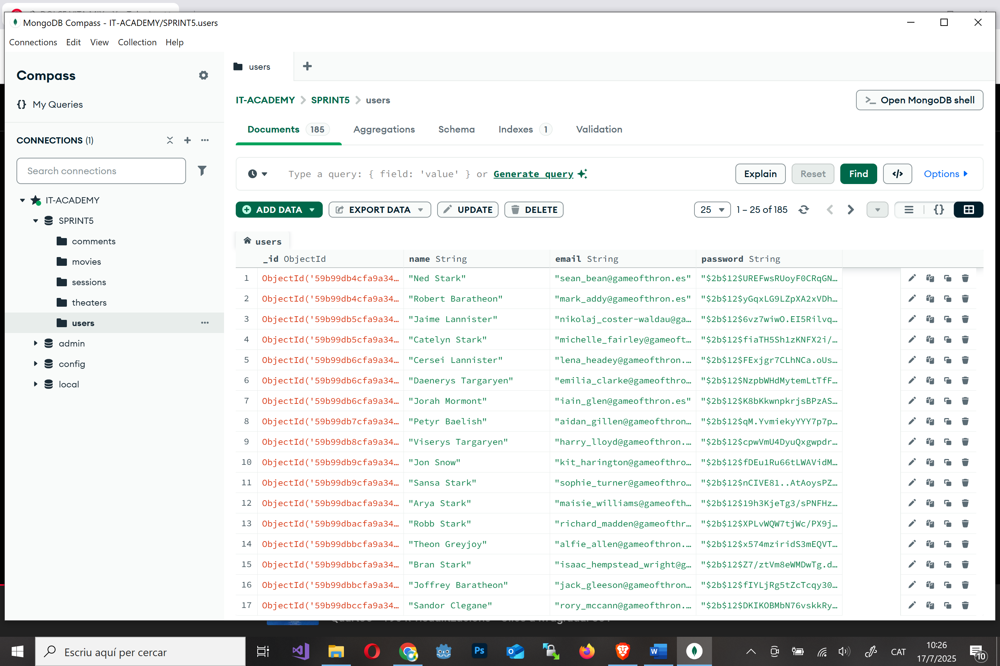 MongoDB Compass - IT-ACADEMY/SPRINT5.users
Connections Edit View Collection Help
Compass
{} My Queries
CONNECTIONS (1)
Search connections
IT-ACADEMY
SPRINT5
comments
movies
sessions
theaters
users
admin
config
local
users
IT-ACADEMY > SPRINT5 > users
>_ Open MongoDB shell
Documents 185 Aggregations Schema Indexes 1 Validation
Type a query: { field: 'value' } or Generate query
Explain Reset Find </> Options
ADD DATA EXPORT DATA UPDATE DELETE
25 1 – 25 of 185 {}
users
_id ObjectId name String email String password String
1 ObjectId('59b99db4cfa9a34… "Ned Stark" "sean_bean@gameofthron.es" "$2b$12$UREFwsRUoyF0CRqGN…
2 ObjectId('59b99db4cfa9a34… "Robert Baratheon" "mark_addy@gameofthron.es" "$2b$12$yGqxLG9LZpXA2xVDh…
3 ObjectId('59b99db5cfa9a34… "Jaime Lannister" "nikolaj_coster-waldau@ga… "$2b$12$6vz7wiwO.EI5Rilvq…
4 ObjectId('59b99db5cfa9a34… "Catelyn Stark" "michelle_fairley@gameoft… "$2b$12$fiaTH5Sh1zKNFX2i/…
5 ObjectId('59b99db6cfa9a34… "Cersei Lannister" "lena_headey@gameofthron.… "$2b$12$FExjgr7CLhNCa.oUs…
6 ObjectId('59b99db6cfa9a34… "Daenerys Targaryen" "emilia_clarke@gameofthro… "$2b$12$NzpbWHdMytemLtTfF…
7 ObjectId('59b99db6cfa9a34… "Jorah Mormont" "iain_glen@gameofthron.es" "$2b$12$K8bKkwnpkrjsBPzAS…
8 ObjectId('59b99db7cfa9a34… "Petyr Baelish" "aidan_gillen@gameofthron… "$2b$12$qM.YvmiekyYYY7p7p…
9 ObjectId('59b99db8cfa9a34… "Viserys Targaryen" "harry_lloyd@gameofthron.… "$2b$12$cpwVmU4DyuQxgwpdr…
10 ObjectId('59b99db9cfa9a34… "Jon Snow" "kit_harington@gameofthro… "$2b$12$fDEu1Ru66tLWAVidM…
11 ObjectId('59b99db9cfa9a34… "Sansa Stark" "sophie_turner@gameofthro… "$2b$12$nCIVE81..AtAoysPZ…
12 ObjectId('59b99dbacfa9a34… "Arya Stark" "maisie_williams@gameofth… "$2b$12$19h3KjeTg3/sPNFHz…
13 ObjectId('59b99dbacfa9a34… "Robb Stark" "richard_madden@gameofthr… "$2b$12$XPLvWQW7tjWc/PX9j…
14 ObjectId('59b99dbbcfa9a34… "Theon Greyjoy" "alfie_allen@gameofthron.… "$2b$12$x574mziridS3mEQVT…
15 ObjectId('59b99dbbcfa9a34… "Bran Stark" "isaac_hempstead_wright@g… "$2b$12$Z7/ztVm8eWMDwTg.d…
16 ObjectId('59b99dbbcfa9a34… "Joffrey Baratheon" "jack_gleeson@gameofthron… "$2b$12$fIYLjRg5tZcTcqy30…
17 ObjectId('59b99dbccfa9a34… "Sandor Clegane" "rory_mccann@gameofthron.… "$2b$12$DKIKOBMbN76vskkRy…
Escriu aquí per cercar
Ps
CAT
10:26
17/7/2025
10